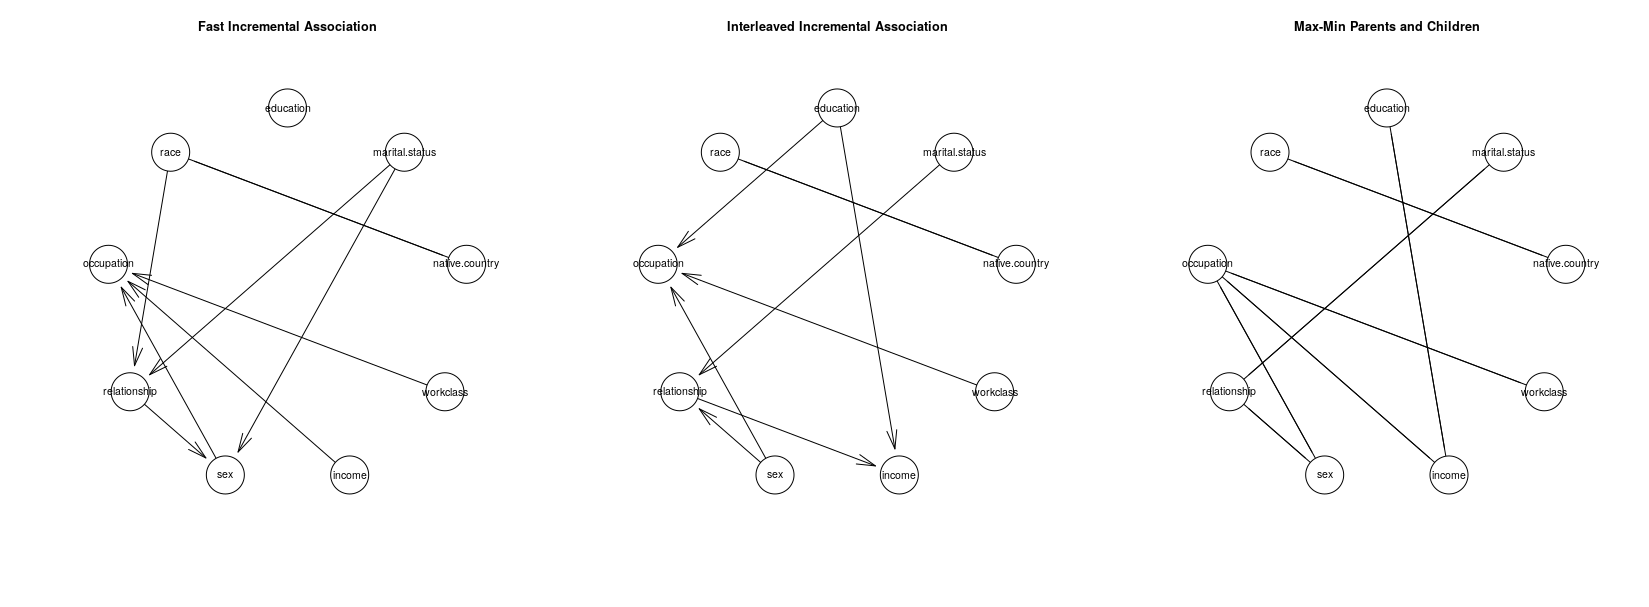 Fast Incremental Association
education
race
marital.status
occupation
native.country
relationship
workclass
sex
income
Interleaved Incremental Association
education
race
marital.status
occupation
native.country
relationship
workclass
sex
income
Max-Min Parents and Children
education
race
marital.status
occupation
native.country
relationship
workclass
sex
income